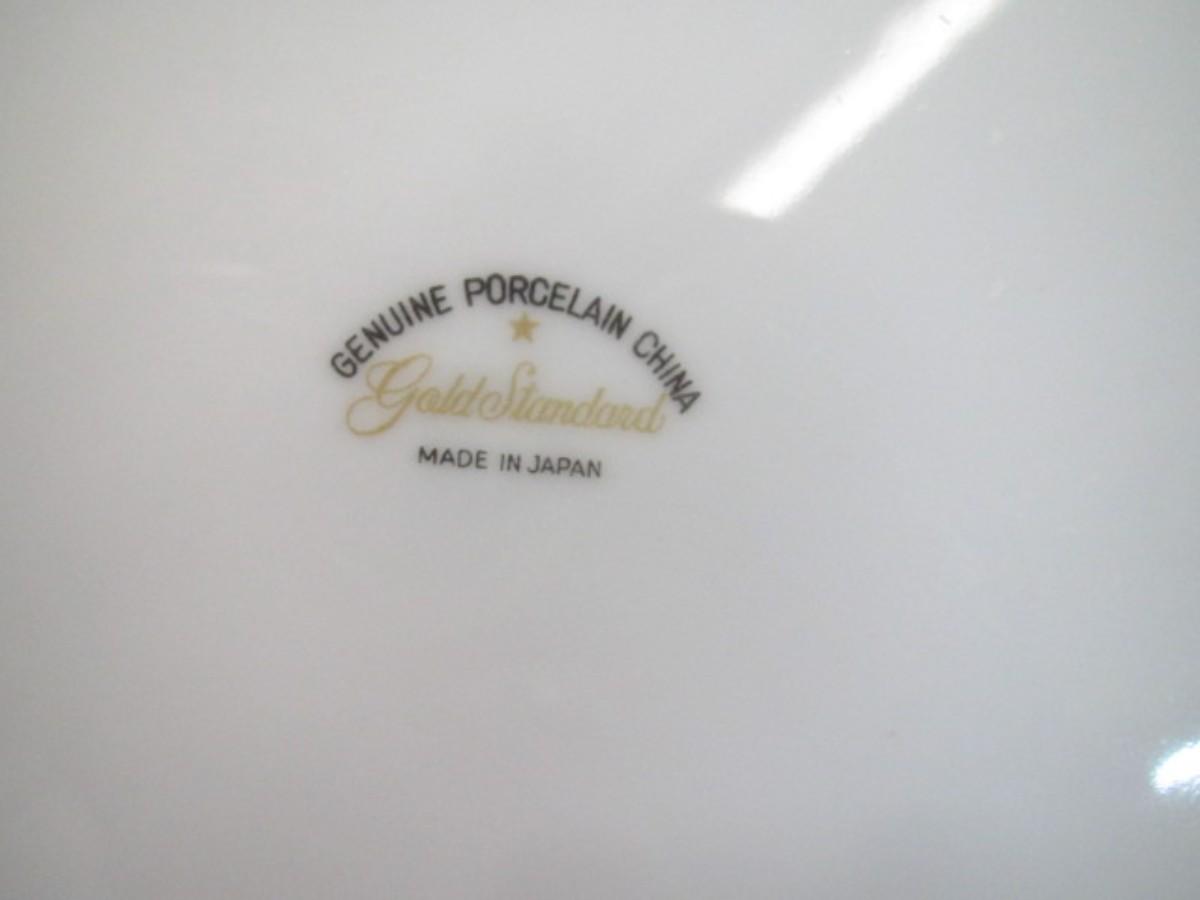 GENUINE PORCELAIN CHINA
Gold Standard
MADE IN JAPAN